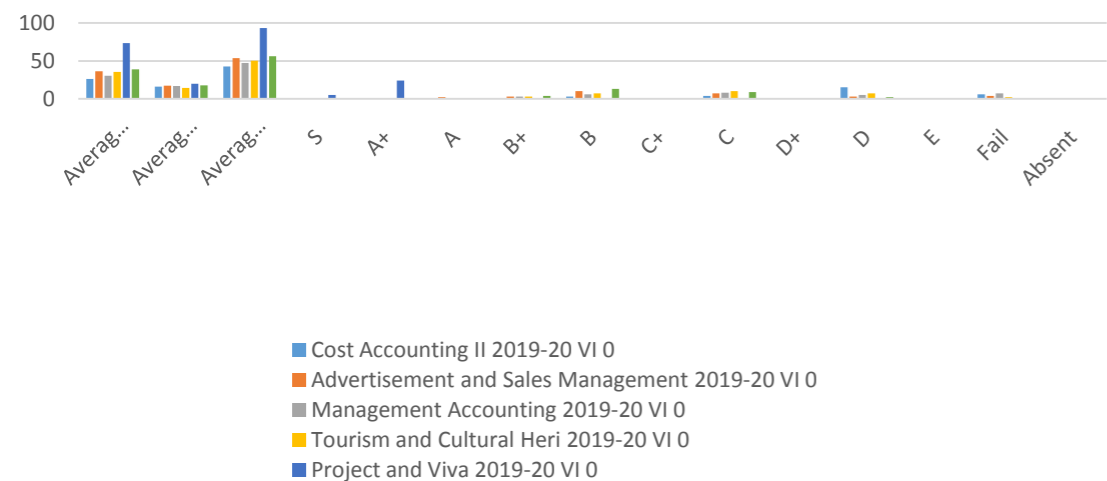 100
50
0
Averag...
Averag...
Averag...
S
A+
A
B+
B
C+
C
D+
D
E
Fail
Absent
Cost Accounting II 2019-20 VI 0
Advertisement and Sales Management 2019-20 VI 0
Management Accounting 2019-20 VI 0
Tourism and Cultural Heri 2019-20 VI 0
Project and Viva 2019-20 VI 0